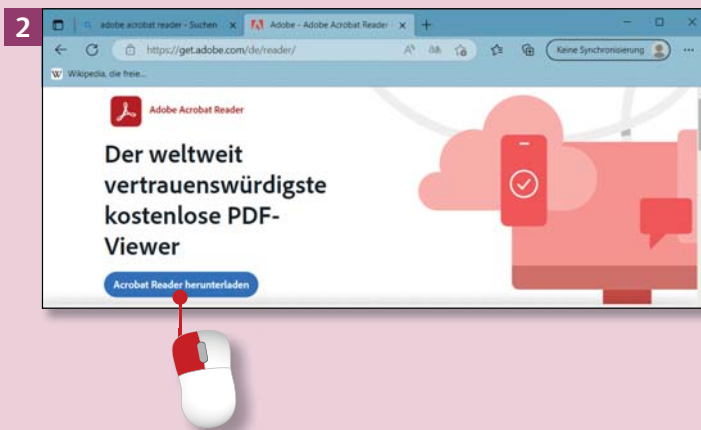 2
adobe acrobat reader - Suchen
Adobe - Adobe Acrobat Reader
https://get.adobe.com/de/reader/
Keine Synchronisierung
W Wikipedia, die freie...
Adobe Acrobat Reader
Der weltweit
vertrauenswürdigste
kostenlose PDF-
Viewer
Acrobat Reader herunterladen